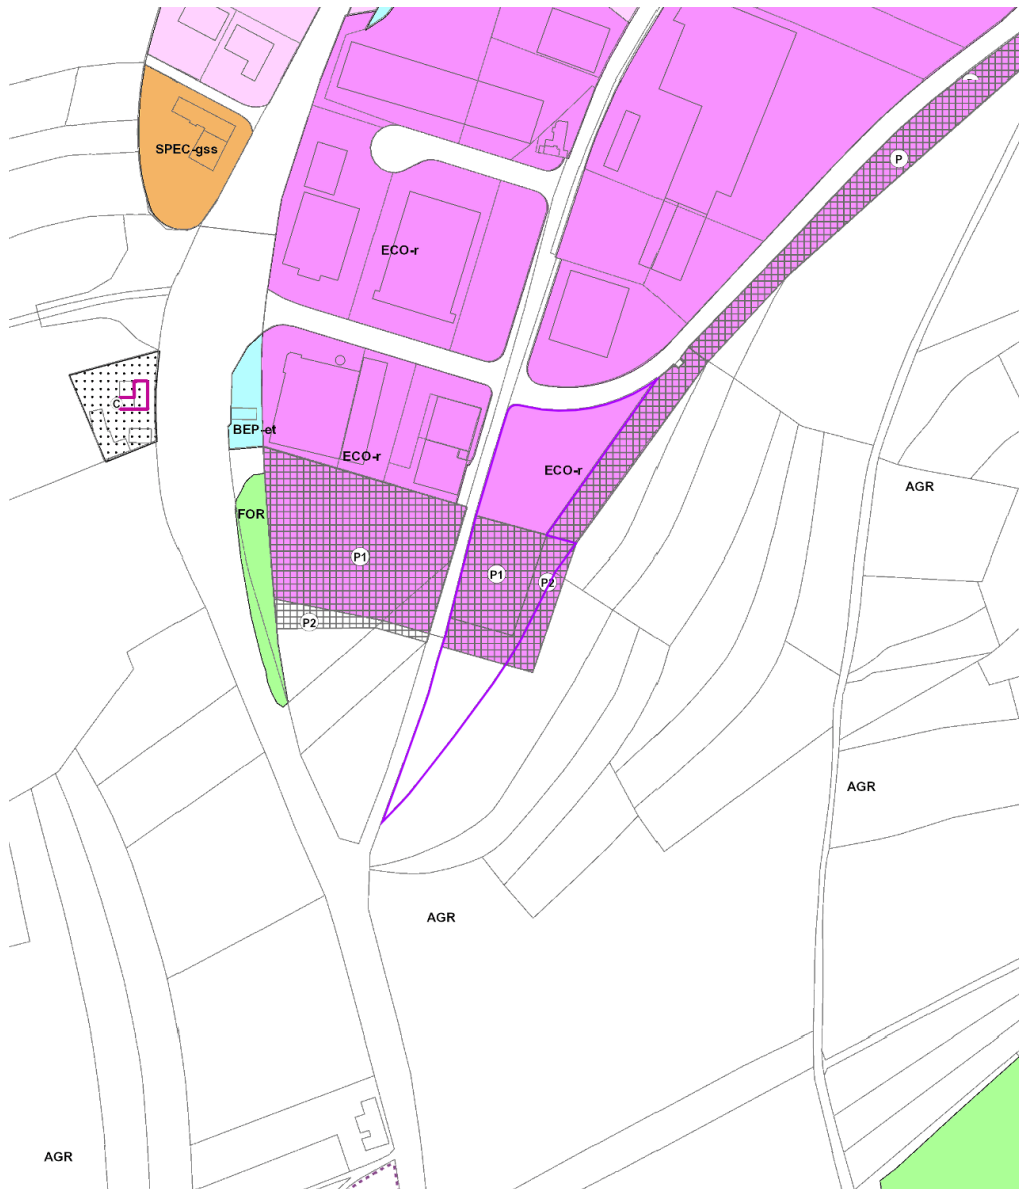 SPEC-gss
P
ECO-r
C
BEP-et
ECO-r
ECO-r
AGR
FOR
P1
P1
P2
P2
AGR
AGR
AGR